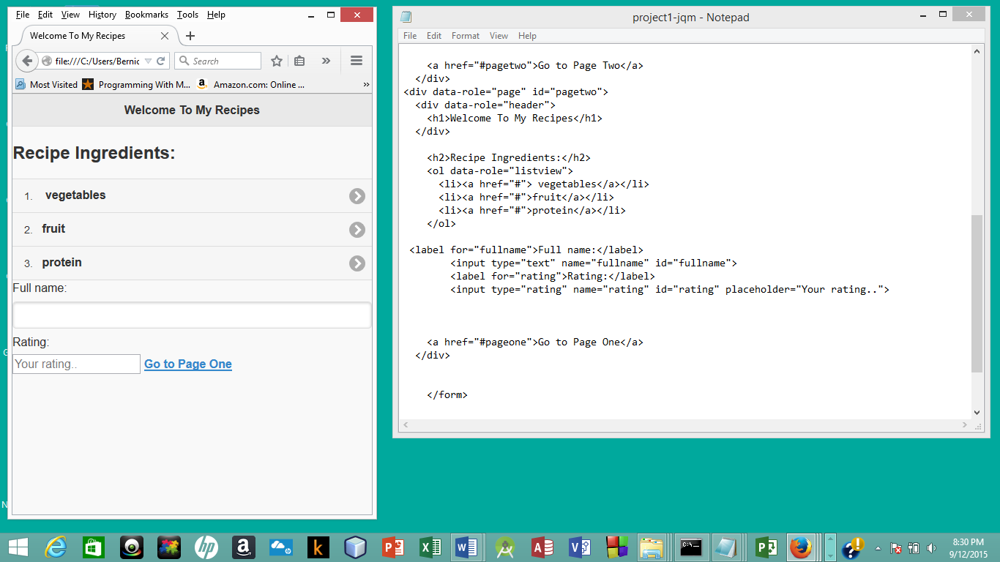 File Edit View History Bookmarks Tools Help
Welcome To My Recipes
file:///C:/Users/Bernic
Search
Most Visited Programming With M... Amazon.com: Online ...
Welcome To My Recipes
Recipe Ingredients:
1. vegetables
2. fruit
3. protein
Full name:
Rating:
Your rating.. Go to Page One
project1-jqm - Notepad
File Edit Format View Help
<a href="#pagetwo">Go to Page Two</a>
</div>
<div data-role="page" id="pagetwo">
<div data-role="header">
<h1>Welcome To My Recipes</h1>
</div>
<h2>Recipe Ingredients:</h2>
<ol data-role="listview">
<li><a href="#"> vegetables</a></li>
<li><a href="#">fruit</a></li>
<li><a href="#">protein</a></li>
</ol>
<label for="fullname">Full name:</label>
<input type="text" name="fullname" id="fullname">
<label for="rating">Rating:</label>
<input type="rating" name="rating" id="rating" placeholder="Your rating..">
<a href="#pageone">Go to Page One</a>
</div>
</form>
8:30 PM
9/12/2015